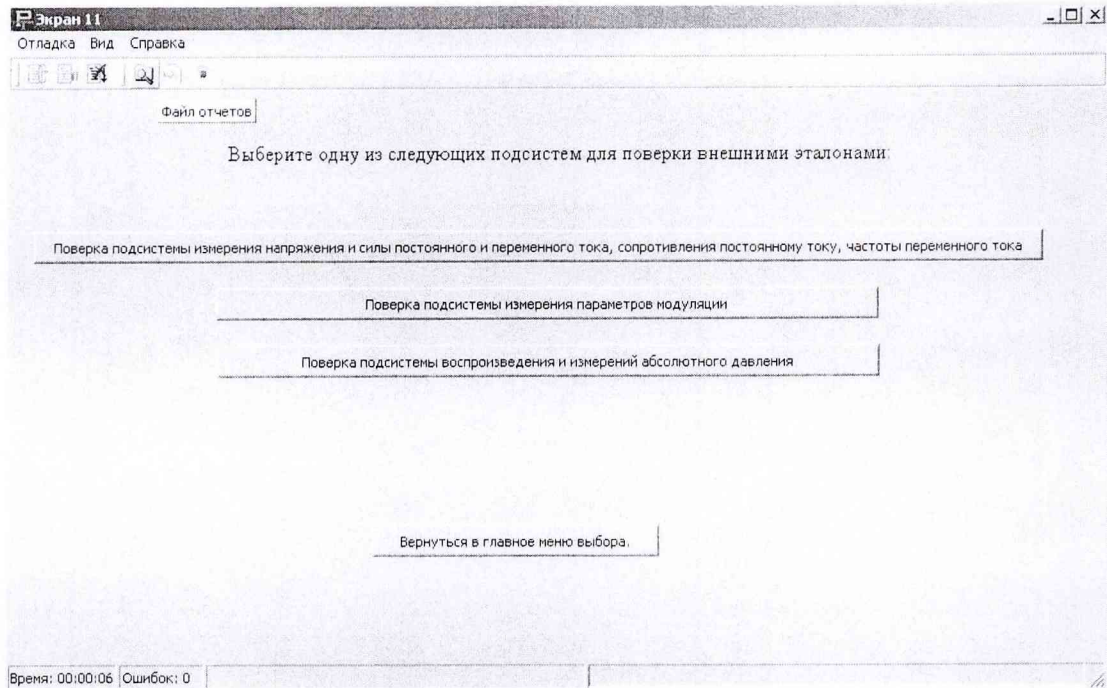 Экран 11
Отладка Вид Справка
Файл отчетов
Выберите одну из следующих подсистем для поверки внешними эталонами:
Поверка подсистемы измерения напряжения и силы постоянного и переменного тока, сопротивления постоянному току, частоты переменного тока
Поверка подсистемы измерения параметров модуляции
Поверка подсистемы воспроизведения и измерений абсолютного давления
Вернуться в главное меню выбора.
Время: 00:00:06 Ошибок: 0